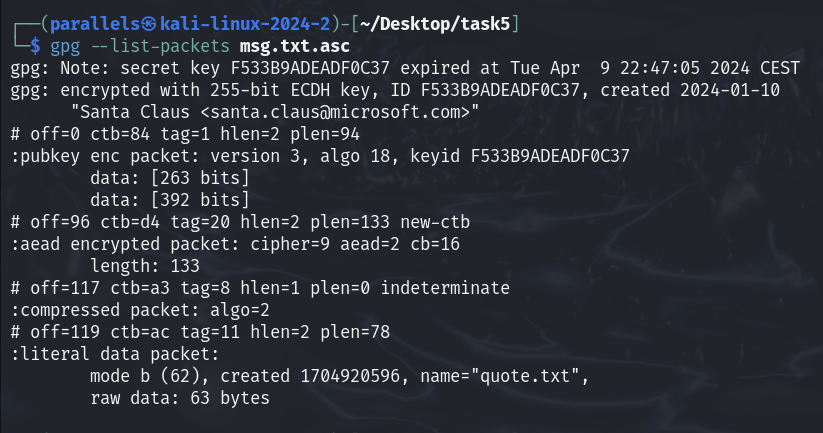 ┌──(parallels㉿kali-linux-2024-2)-[~/Desktop/task5]
└─$ gpg --list-packets msg.txt.asc
gpg: Note: secret key F533B9ADEADF0C37 expired at Tue Apr  9 22:47:05 2024 CEST
gpg: encrypted with 255-bit ECDH key, ID F533B9ADEADF0C37, created 2024-01-10
      "Santa Claus <santa.claus@microsoft.com>"
# off=0 ctb=84 tag=1 hlen=2 plen=94
:pubkey enc packet: version 3, algo 18, keyid F533B9ADEADF0C37
        data: [263 bits]
        data: [392 bits]
# off=96 ctb=d4 tag=20 hlen=2 plen=133 new-ctb
:aead encrypted packet: cipher=9 aead=2 cb=16
        length: 133
# off=117 ctb=a3 tag=8 hlen=1 plen=0 indeterminate
:compressed packet: algo=2
# off=119 ctb=ac tag=11 hlen=2 plen=78
:literal data packet:
        mode b (62), created 1704920596, name="quote.txt",
        raw data: 63 bytes